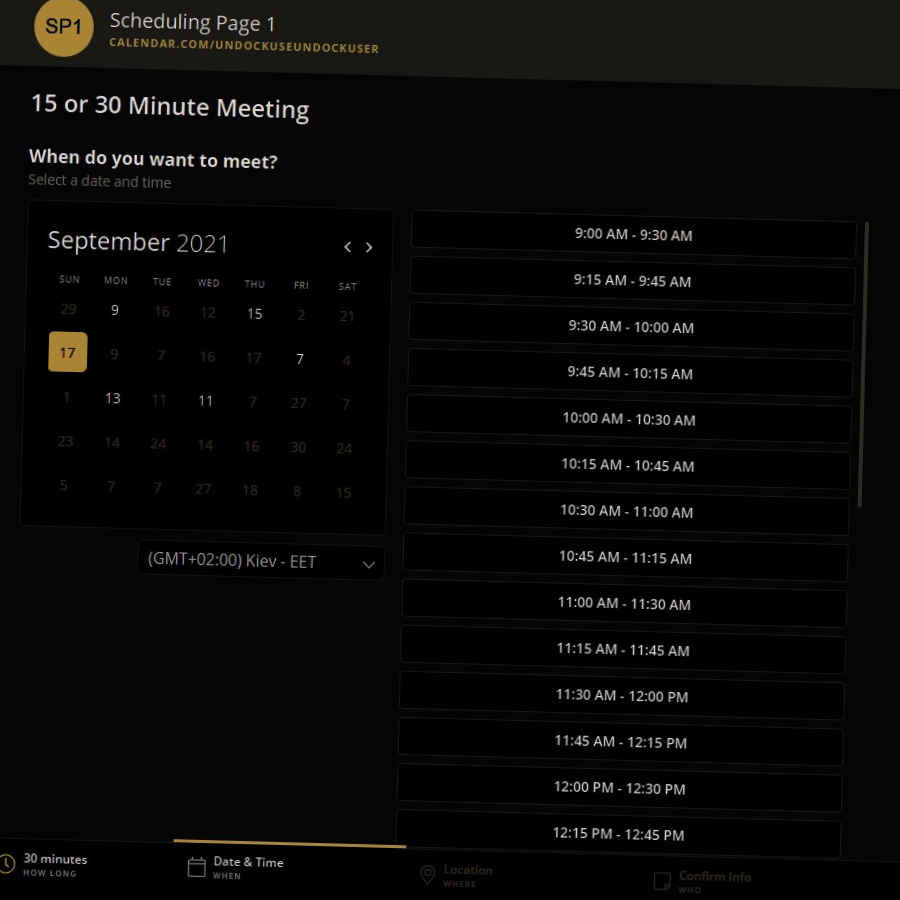 SP1
Scheduling Page 1
CALENDAR.COM/UNDOCKUSEUNDOCKUSER
15 or 30 Minute Meeting
When do you want to meet?
Select a date and time
September 2021
SUN MON TUE WED THU FRI SAT
29 9 16 12 15 2 21
17 9 7 16 17 7 4
1 13 11 11 7 27 7
23 14 24 14 16 30 24
5 7 7 27 18 8 15
(GMT+02:00) Kiev - EET
9:00 AM - 9:30 AM
9:15 AM - 9:45 AM
9:30 AM - 10:00 AM
9:45 AM - 10:15 AM
10:00 AM - 10:30 AM
10:15 AM - 10:45 AM
10:30 AM - 11:00 AM
10:45 AM - 11:15 AM
11:00 AM - 11:30 AM
11:15 AM - 11:45 AM
11:30 AM - 12:00 PM
11:45 AM - 12:15 PM
12:00 PM - 12:30 PM
12:15 PM - 12:45 PM
30 minutes
HOW LONG
Date & Time
WHEN
Location
WHERE
Confirm Info
WHO